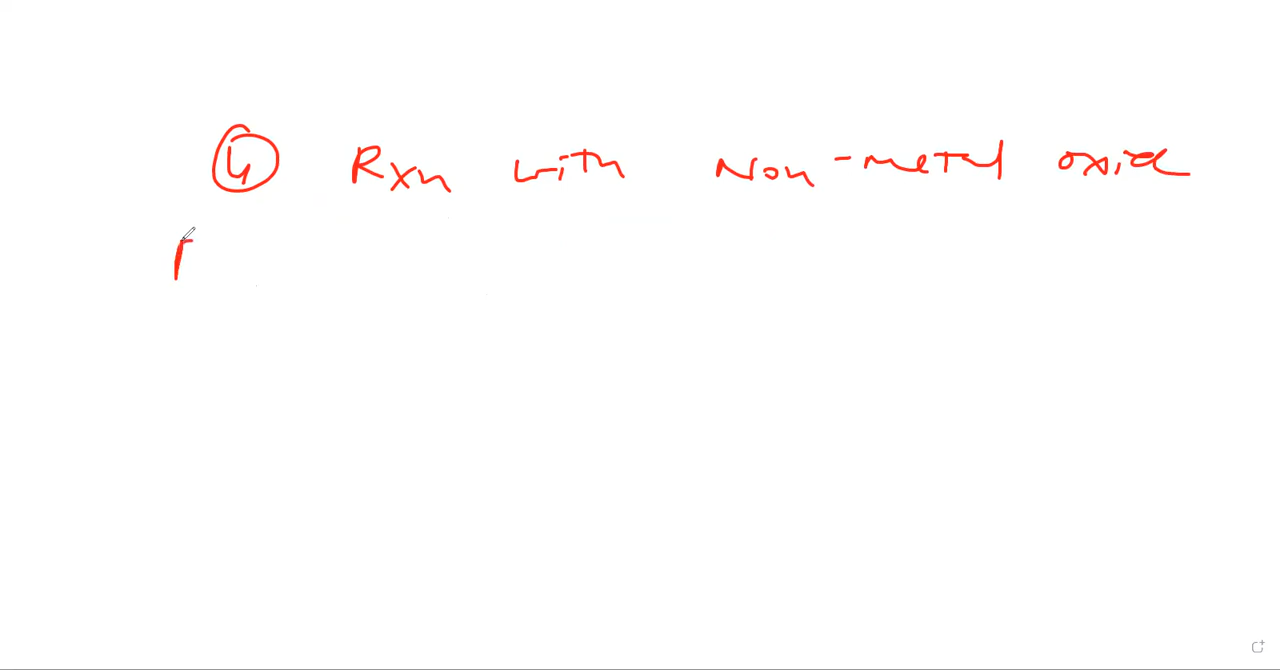 ④ Rxn with Non-metal oxide